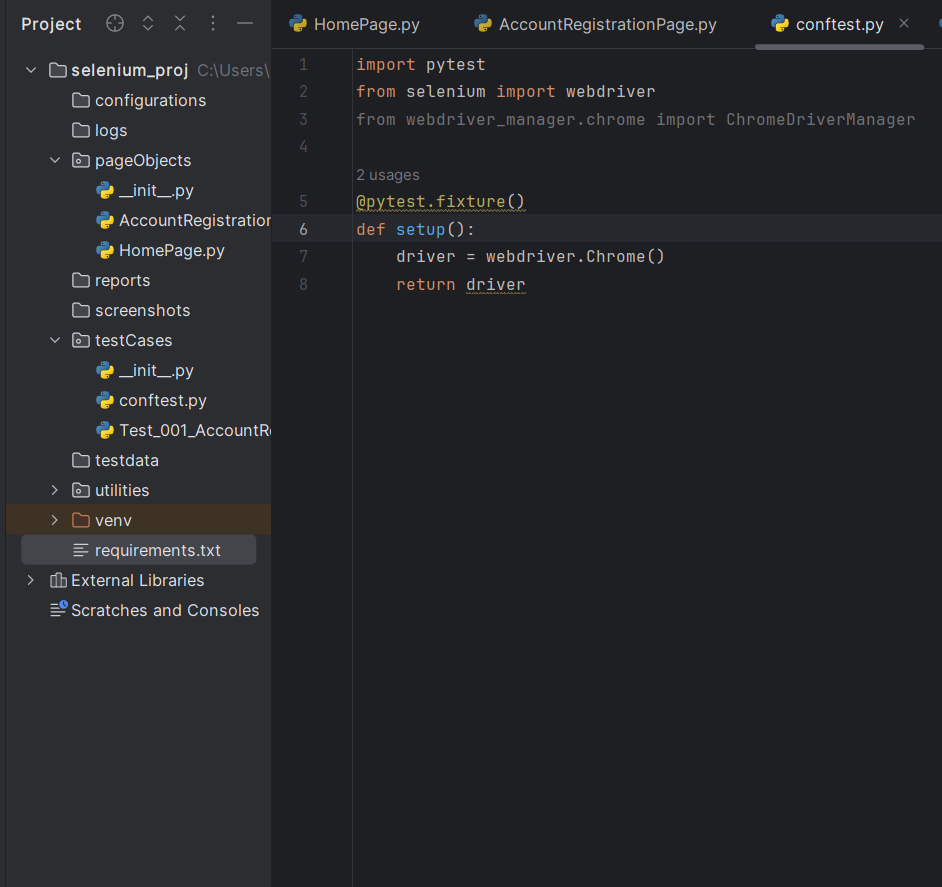 Project
selenium_proj C:\Users\
configurations
logs
pageObjects
__init__.py
AccountRegistration
HomePage.py
reports
screenshots
testCases
__init__.py
conftest.py
Test_001_AccountRe
testdata
utilities
venv
requirements.txt
External Libraries
Scratches and Consoles
HomePage.py
AccountRegistrationPage.py
conftest.py
1 import pytest
2 from selenium import webdriver
3 from webdriver_manager.chrome import ChromeDriverManager
4
2 usages
5 @pytest.fixture()
6 def setup():
7     driver = webdriver.Chrome()
8     return driver